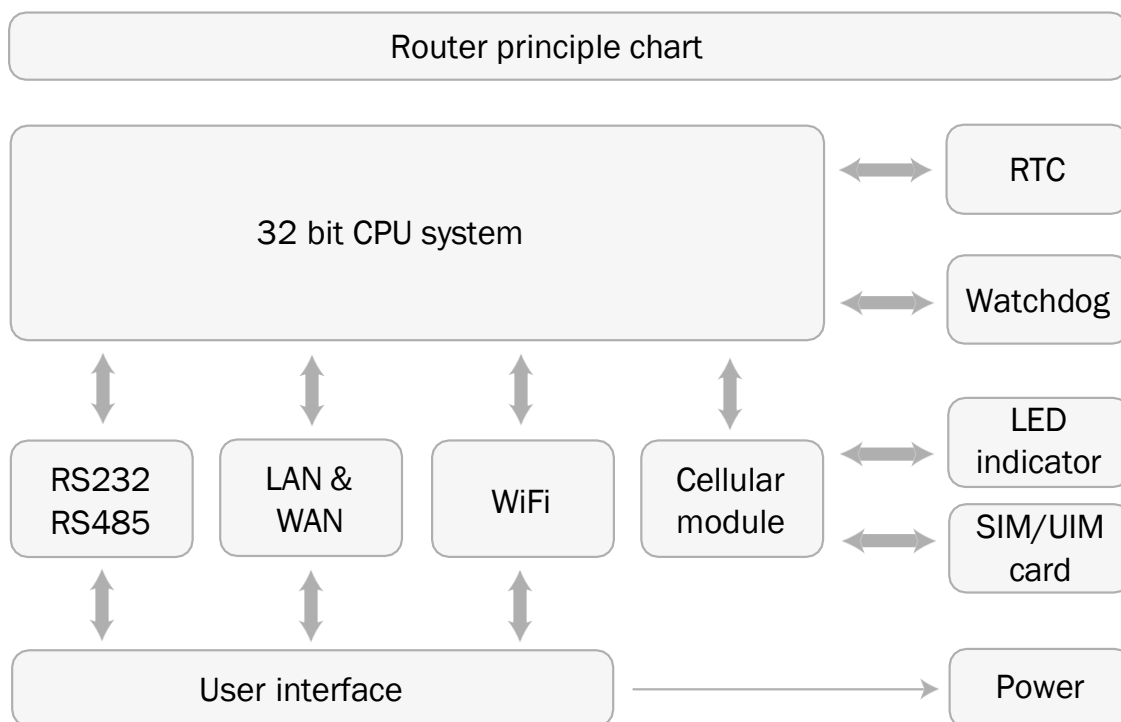 Router principle chart
32 bit CPU system
RTC
Watchdog
RS232
RS485
LAN &
WAN
WiFi
Cellular
module
LED
indicator
SIM/UIM
card
User interface
Power